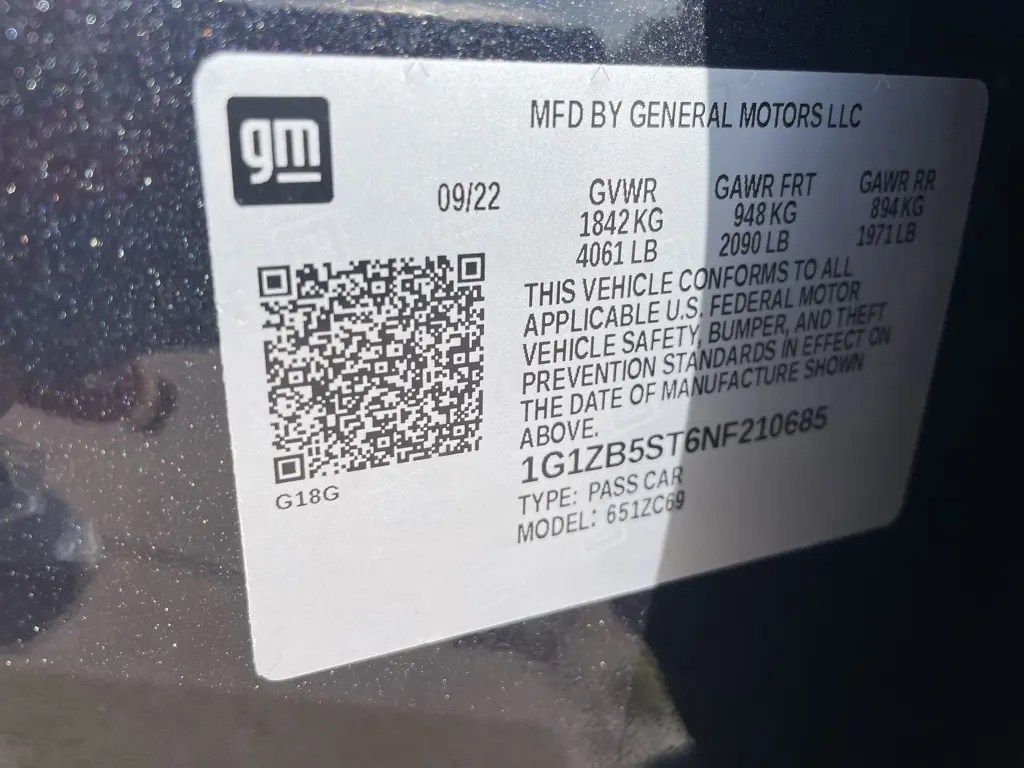 gm
MFD BY GENERAL MOTORS LLC
09/22
GVWR
1842 KG
4061 LB
GAWR FRT
948 KG
2090 LB
GAWR RR
894 KG
1971 LB
THIS VEHICLE CONFORMS TO ALL
APPLICABLE U.S. FEDERAL MOTOR
VEHICLE SAFETY, BUMPER, AND THEFT
PREVENTION STANDARDS IN EFFECT ON
THE DATE OF MANUFACTURE SHOWN
ABOVE.
1G1ZB5ST6NF210685
TYPE: PASS CAR
MODEL: 651ZC69
G18G